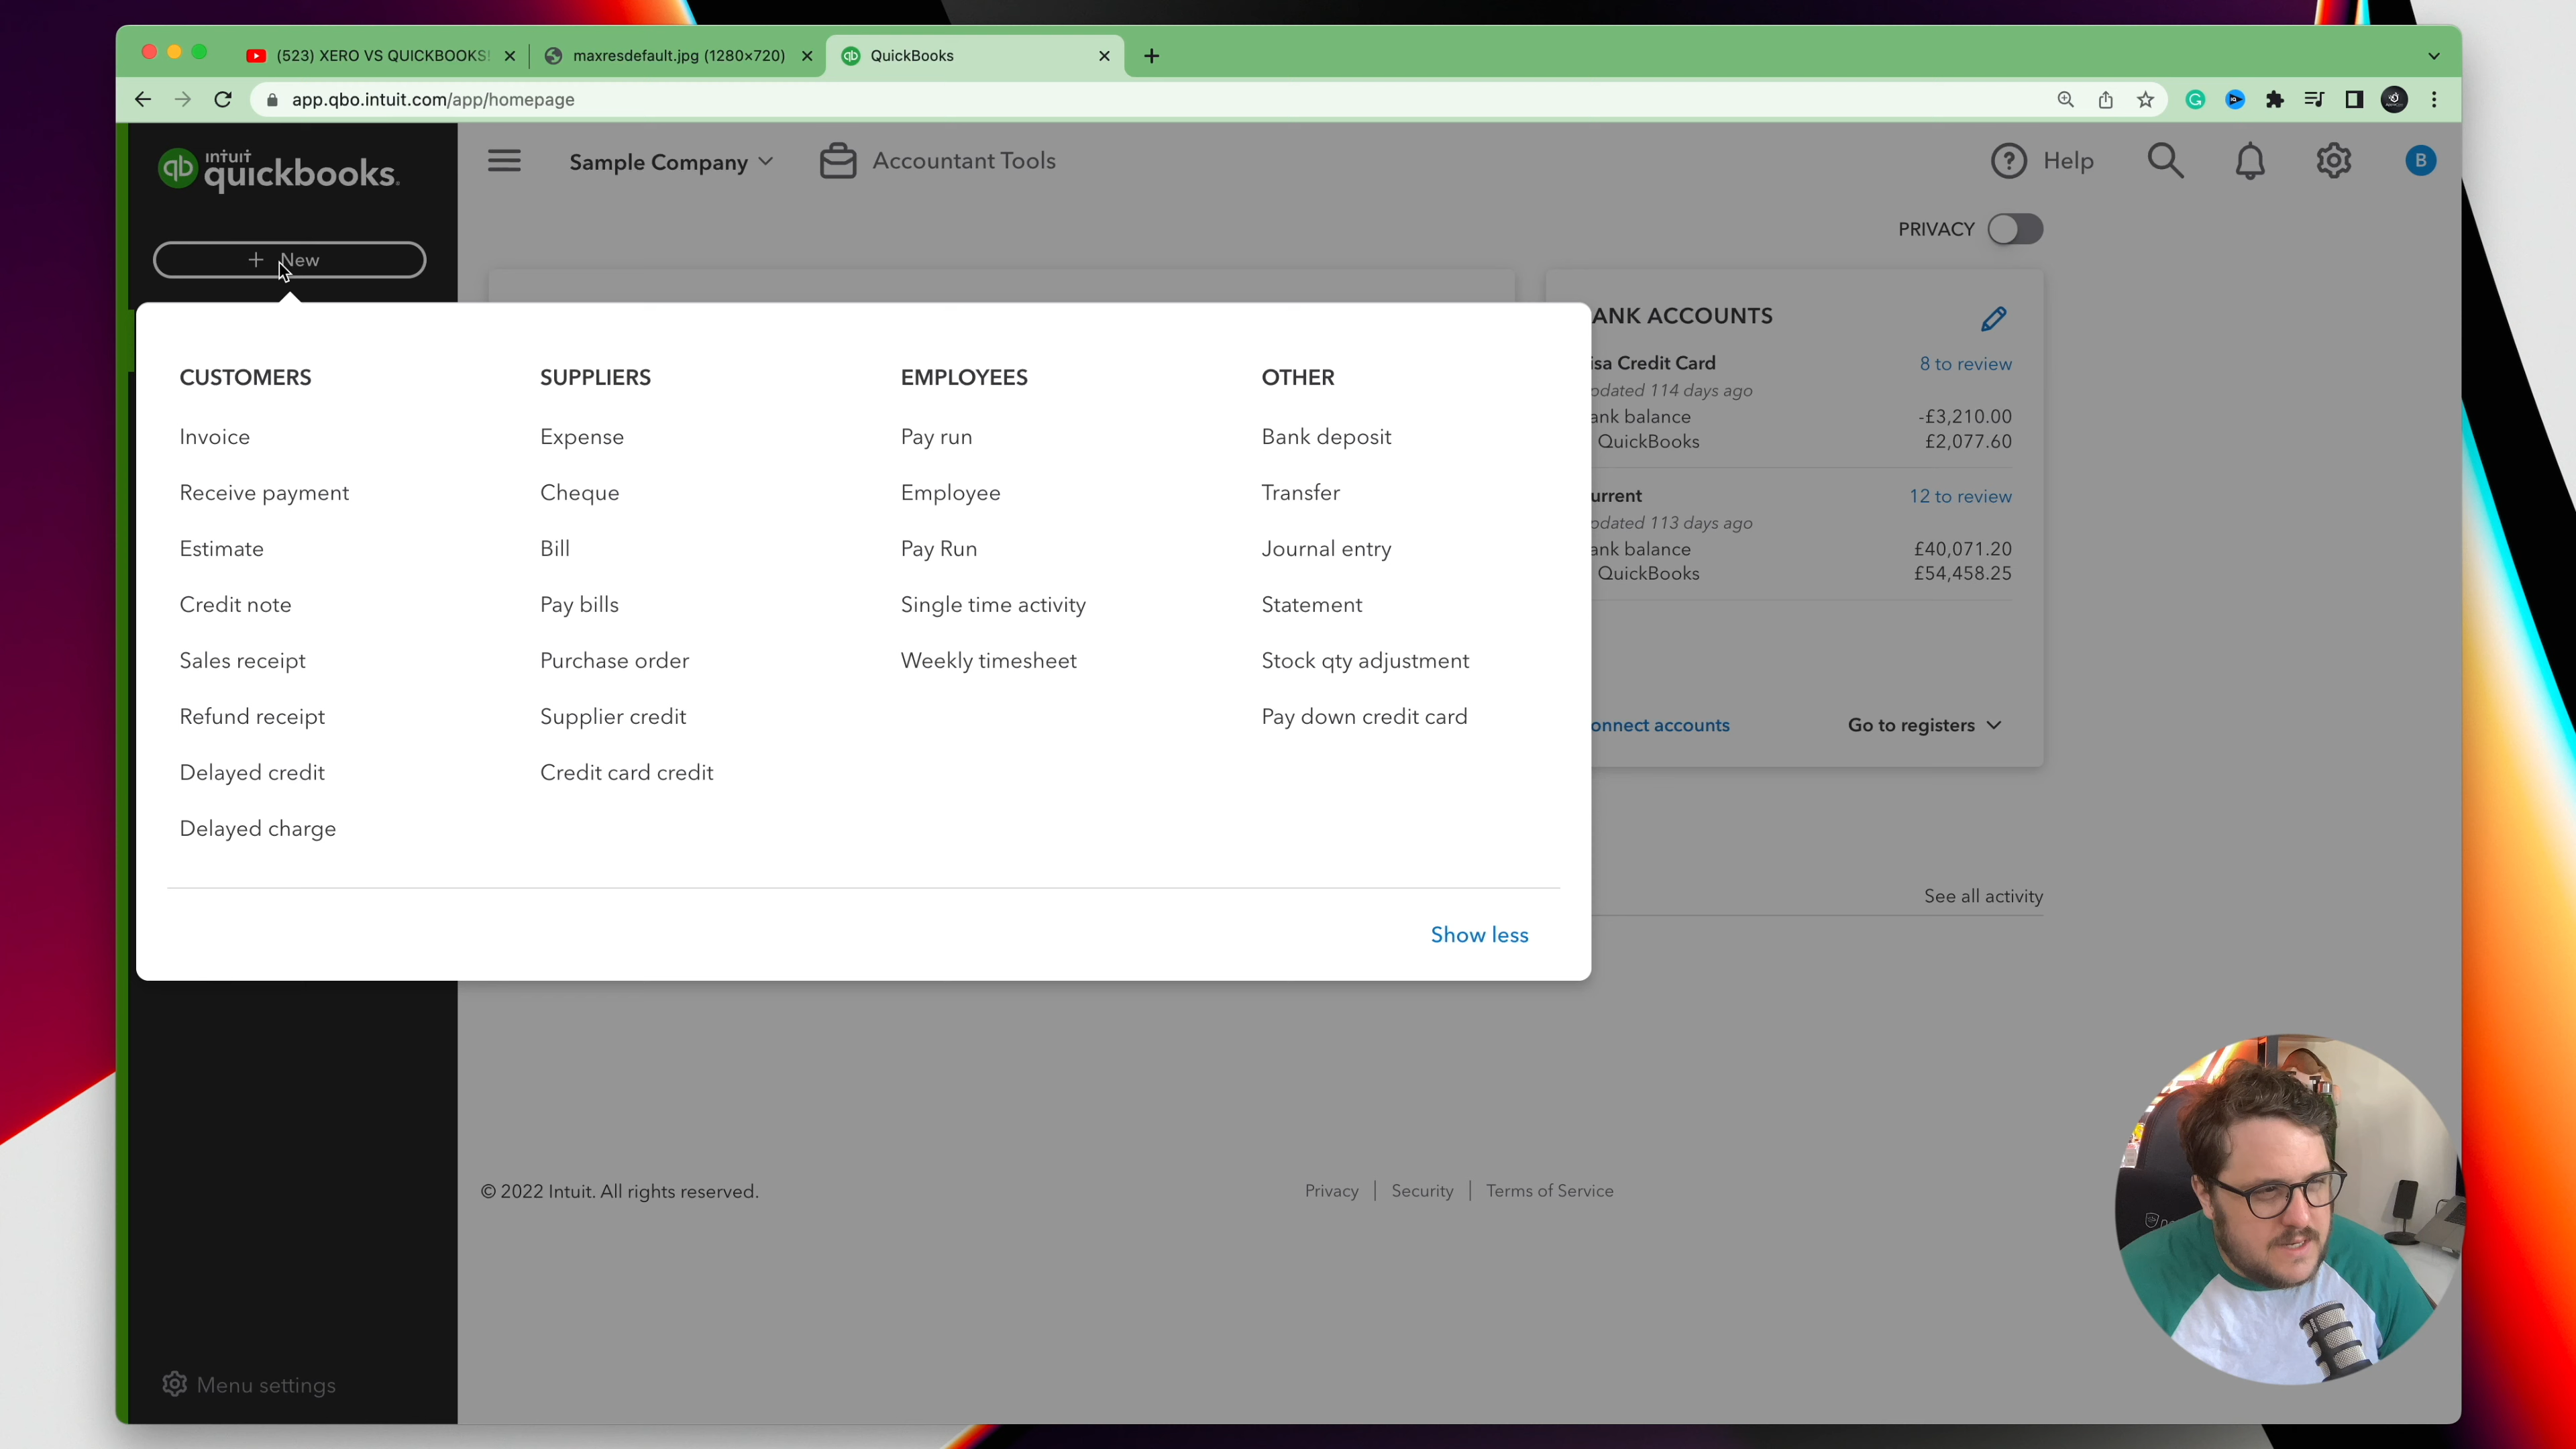 (523) XERO VS QUICKBOOKS!
maxresdefault.jpg (1280×720)
QuickBooks
app.qbo.intuit.com/app/homepage
intuit
quickbooks.
Sample Company
Accountant Tools
Help
B
PRIVACY
+ New
CUSTOMERS
Invoice
Receive payment
Estimate
Credit note
Sales receipt
Refund receipt
Delayed credit
Delayed charge
SUPPLIERS
Expense
Cheque
Bill
Pay bills
Purchase order
Supplier credit
Credit card credit
EMPLOYEES
Pay run
Employee
Pay Run
Single time activity
Weekly timesheet
OTHER
Bank deposit
Transfer
Journal entry
Statement
Stock qty adjustment
Pay down credit card
Show less
ANK ACCOUNTS
isa Credit Card
8 to review
pdated 114 days ago
ank balance
-£3,210.00
QuickBooks
£2,077.60
urrent
12 to review
pdated 113 days ago
ank balance
£40,071.20
QuickBooks
£54,458.25
onnect accounts
Go to registers
See all activity
© 2022 Intuit. All rights reserved.
Privacy | Security | Terms of Service
Menu settings